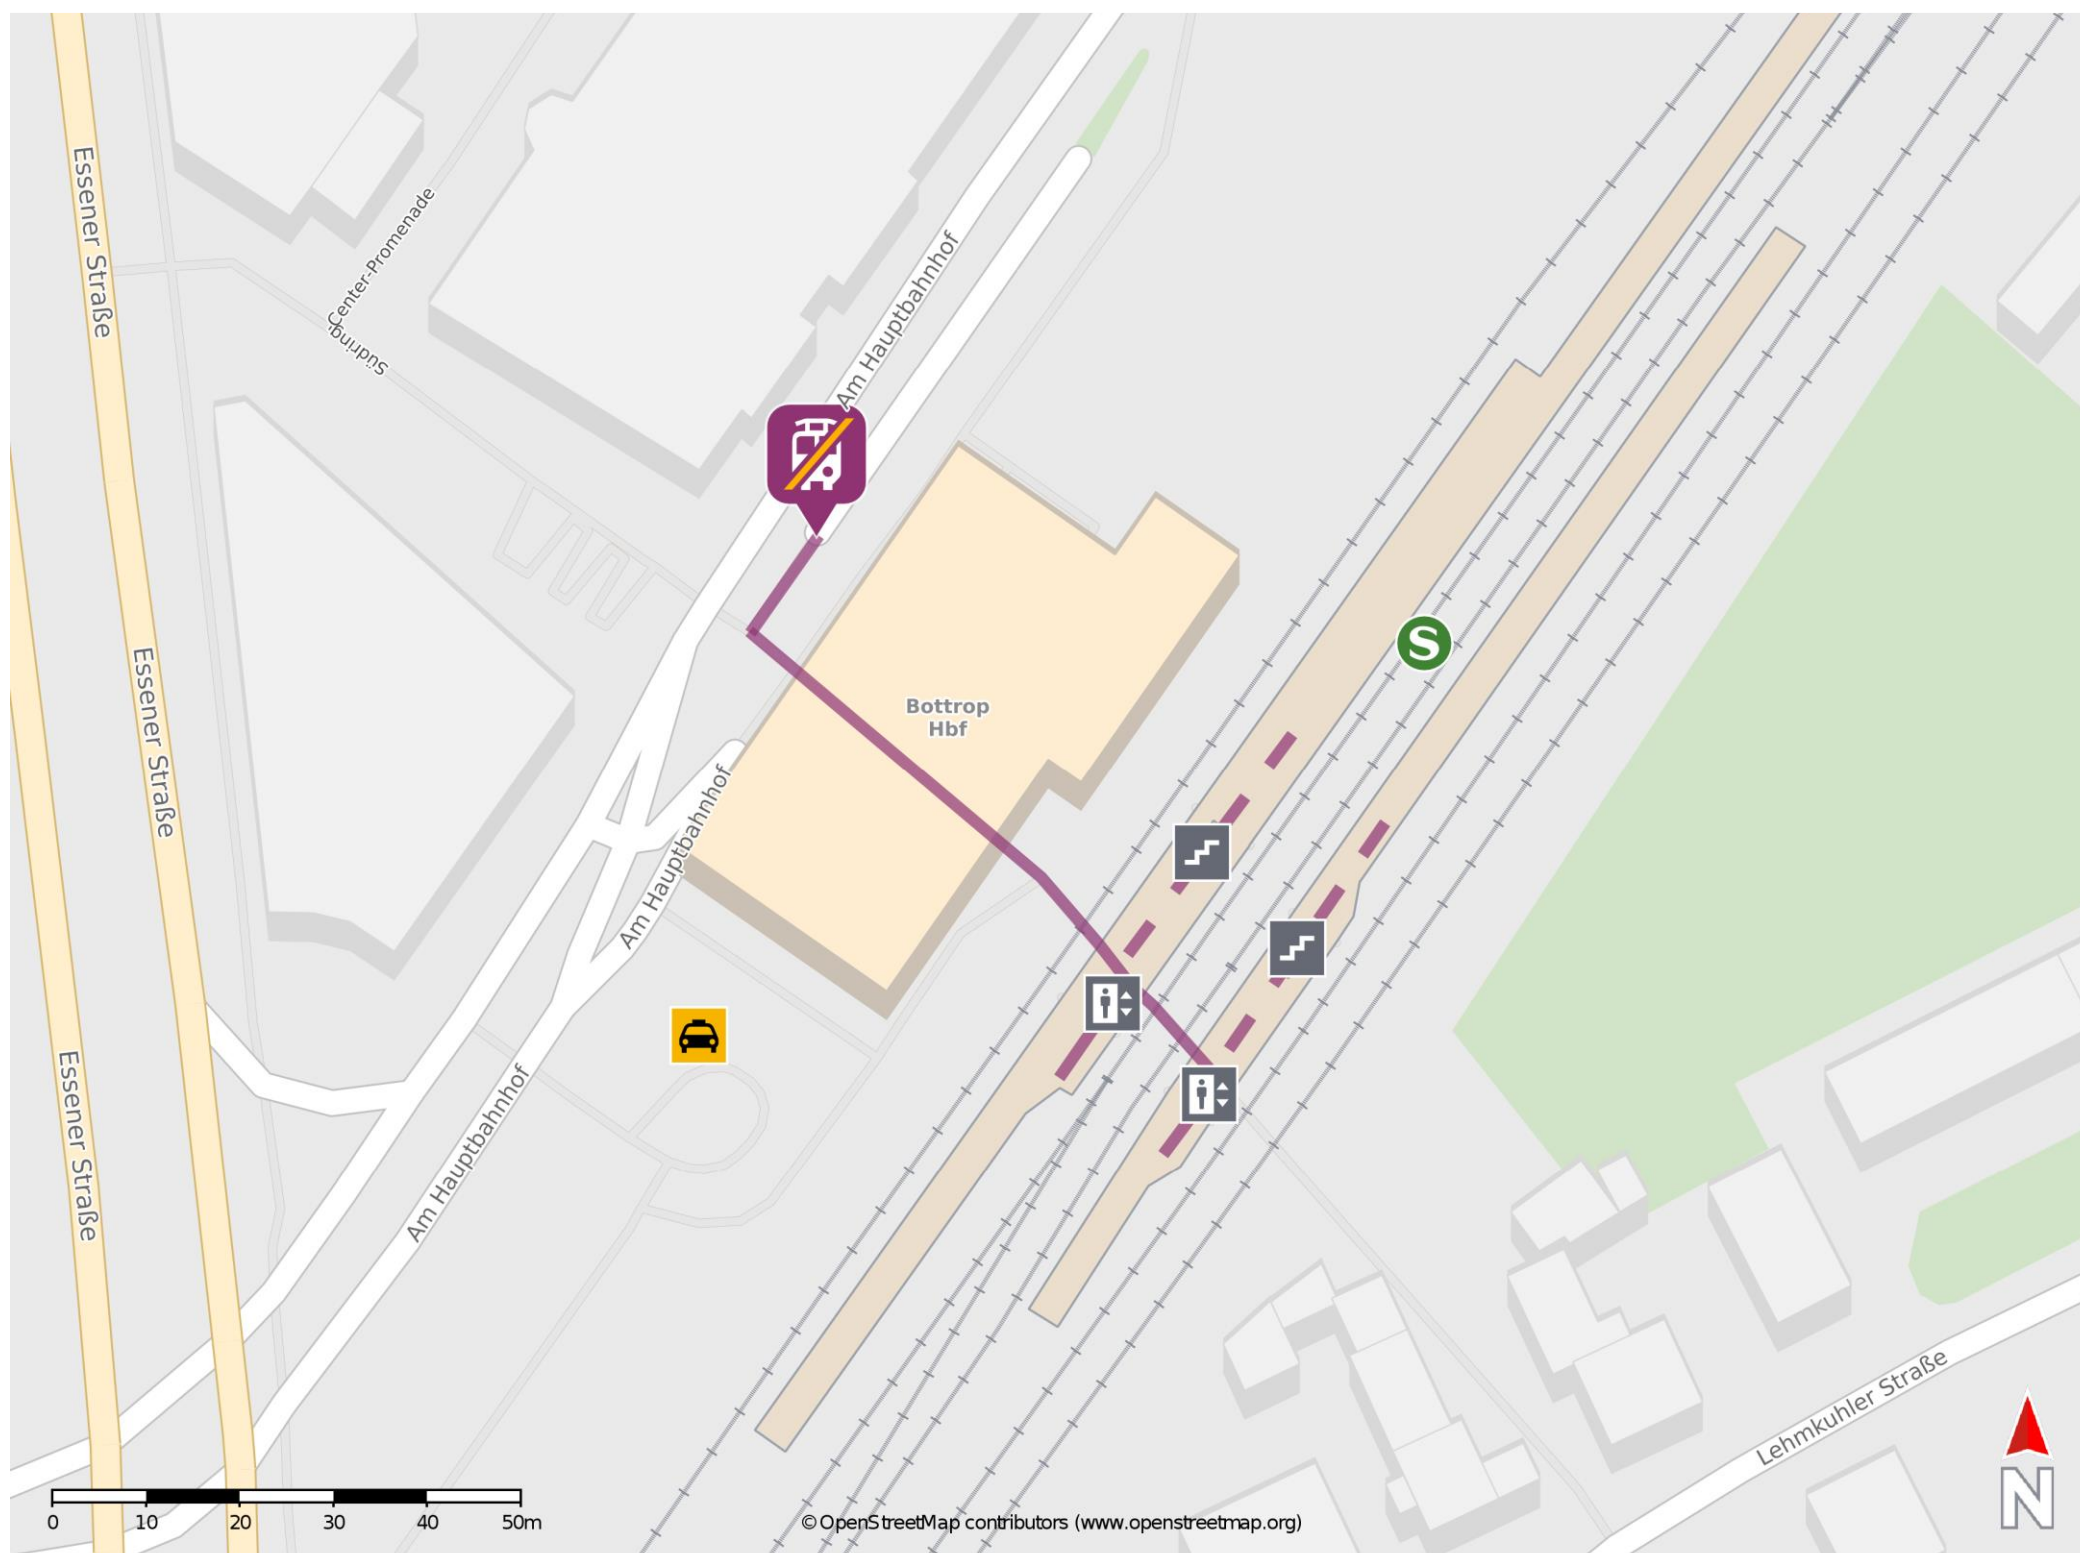 Essener Straße
Center-Promenade
Südring
Am Hauptbahnhof
S
Essener Straße
Bottrop
Hbf
Am Hauptbahnhof
Essener Straße
Am Hauptbahnhof
Lehmkuhler Straße
N
0 10 20 30 40 50m
©OpenStreetMap contributors (www.openstreetmap.org)